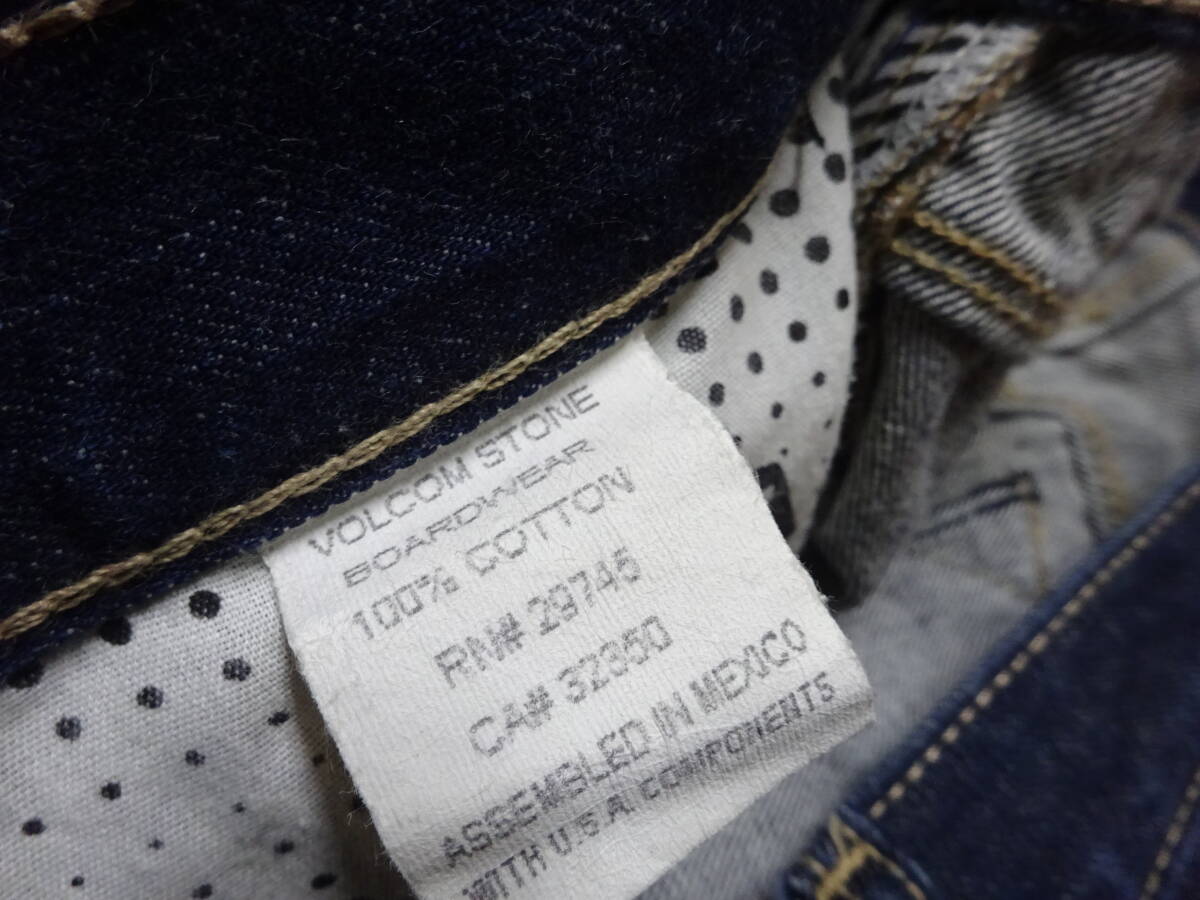 VOLCOM STONE
BOARDWEAR
100% COTTON
RN# 29745
CA# 32350
ASSEMBLED IN MEXICO
WITH U.S.A. COMPONENTS